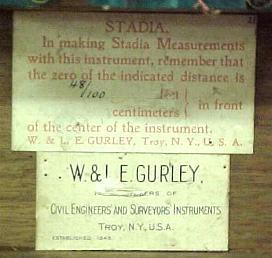 21
STADIA.
In making Stadia Measurements
with this instrument, remember that
the zero of the indicated distance is
48/100
centimeters } in front
of the center of the instrument.
W. & L. E. GURLEY, Troy, N. Y., U. S. A.
W. & L E. GURLEY,
OF
CIVIL ENGINEERS' AND SURVEYORS' INSTRUMENTS
TROY, N.Y., U.S.A.
ESTABLISHED 1845.